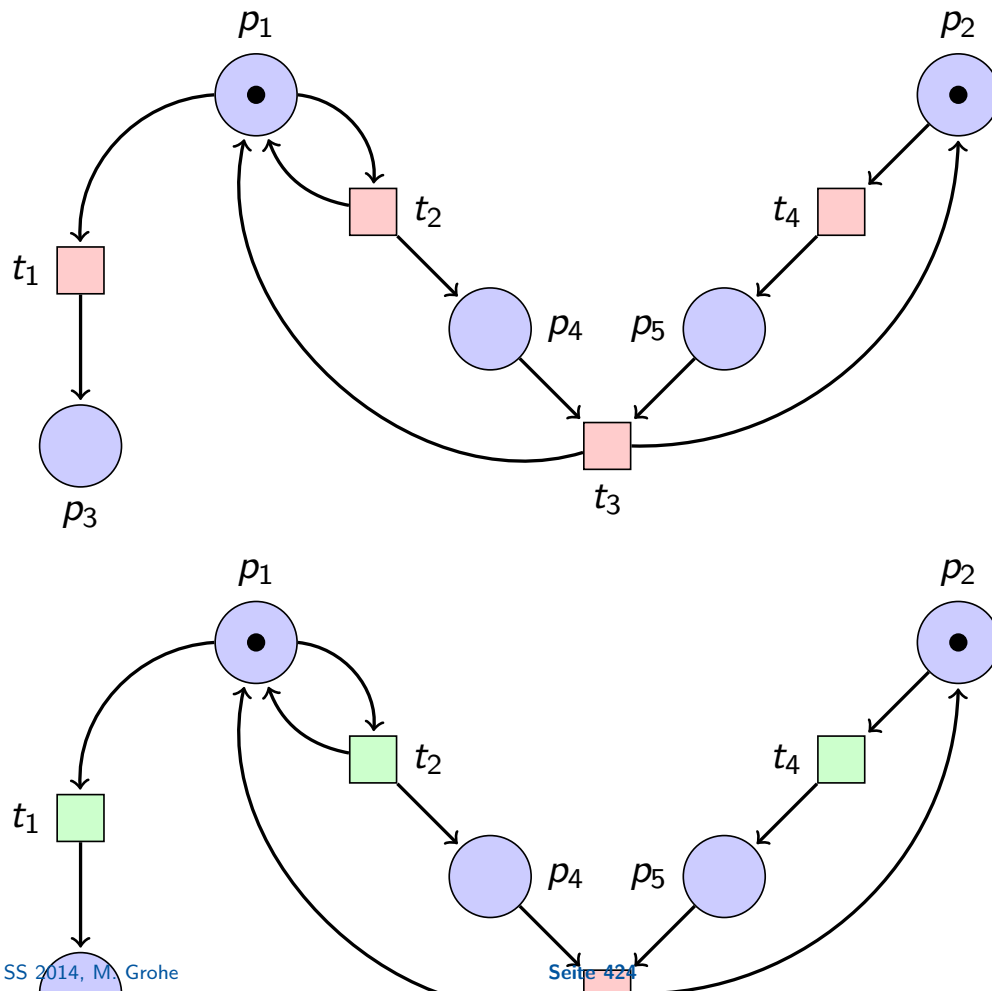 p1 p2
t2 t4
t1
p4 p5
t3
p3
p1 p2
t2 t4
t1
p4 p5
SS 2014, M. Grohe Seite 424